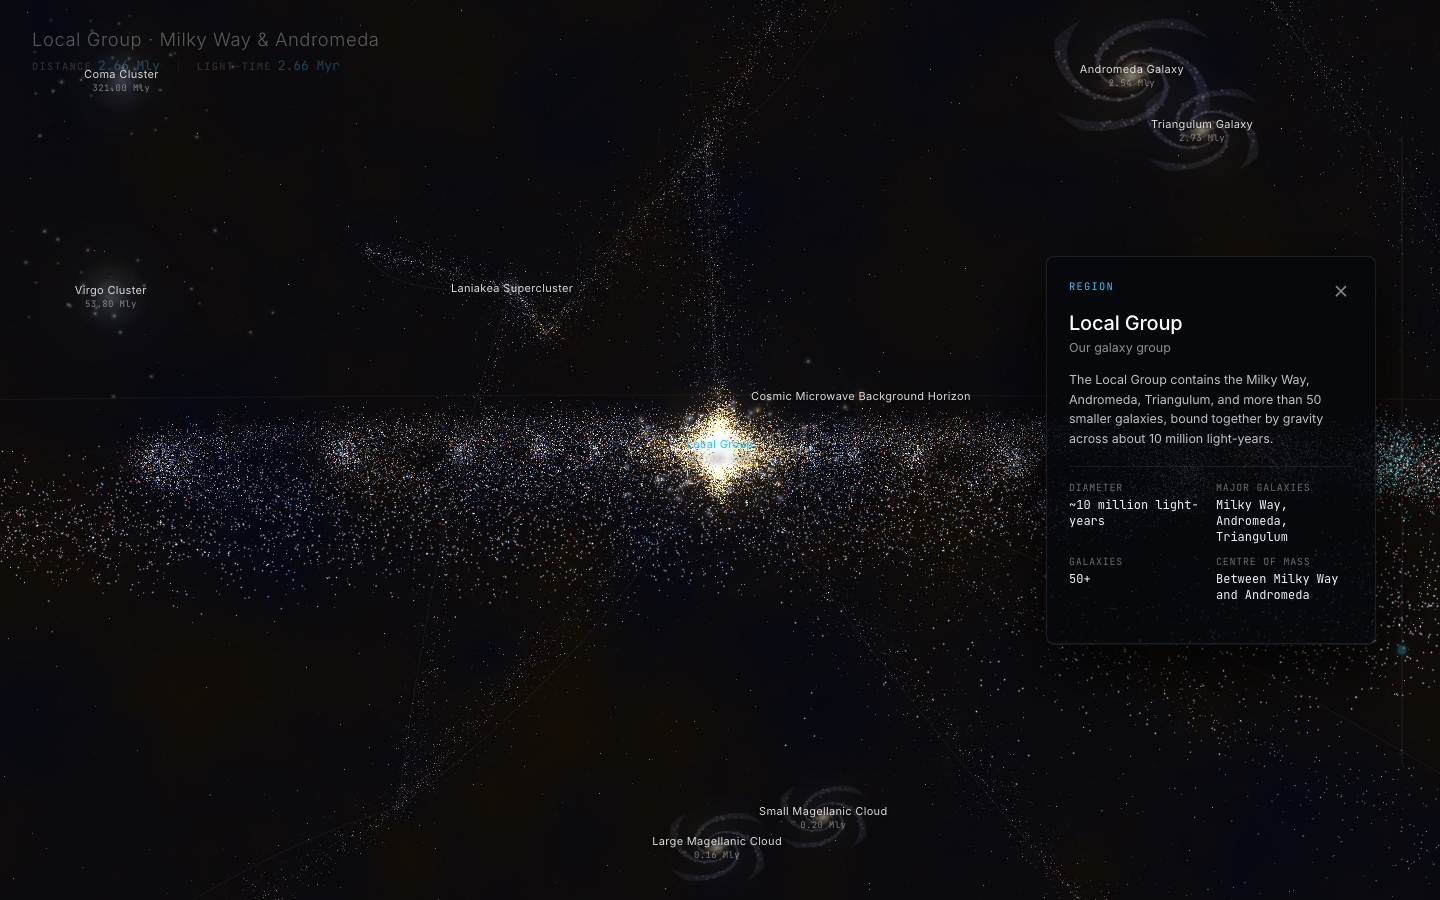 Local Group · Milky Way & Andromeda
DISTANCE 2.66 Mly | LIGHT-TIME 2.66 Myr
Coma Cluster
321.00 Mly
Andromeda Galaxy
2.54 Mly
Triangulum Galaxy
2.73 Mly
Virgo Cluster
53.80 Mly
Laniakea Supercluster
Cosmic Microwave Background Horizon
Local Group
REGION
Local Group
Our galaxy group
The Local Group contains the Milky Way,
Andromeda, Triangulum, and more than 50
smaller galaxies, bound together by gravity
across about 10 million light-years.
DIAMETER
~10 million light-
years
MAJOR GALAXIES
Milky Way,
Andromeda,
Triangulum
GALAXIES
50+
CENTRE OF MASS
Between Milky Way
and Andromeda
Small Magellanic Cloud
0.20 Mly
Large Magellanic Cloud
0.16 Mly